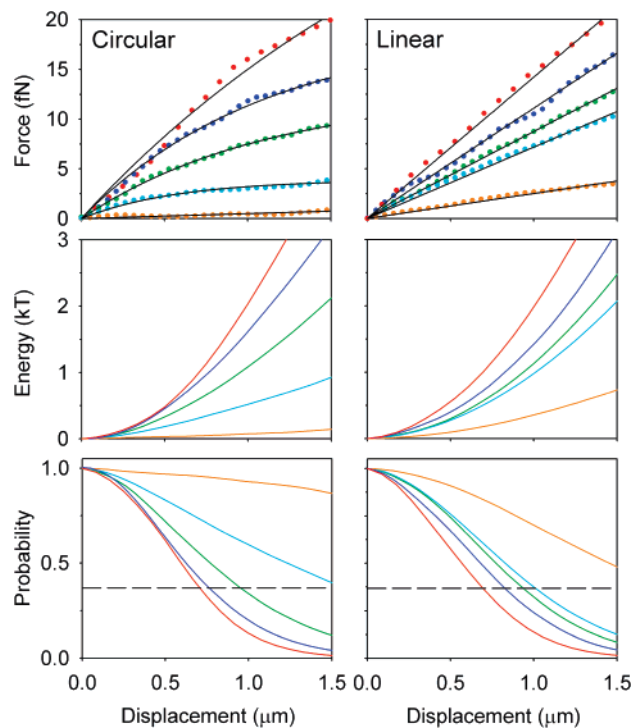 Circular
Linear
Force (fN)
20
15
10
5
0
Energy (kT)
3
2
1
0
Probability
1.0
0.5
0.0
0.0 0.5 1.0 1.5
0.0 0.5 1.0 1.5
Displacement (μm)
Displacement (μm)